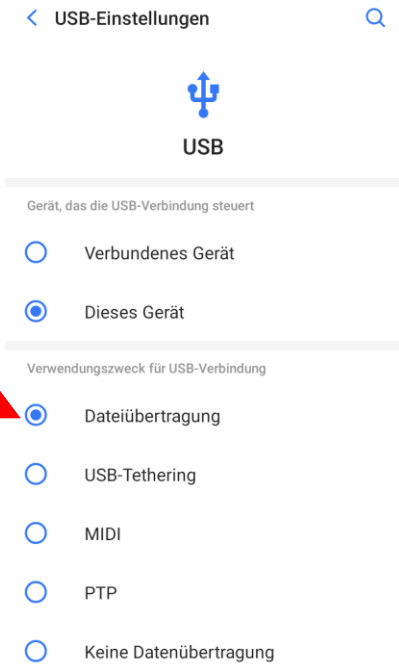 USB-Einstellungen
USB
Gerät, das die USB-Verbindung steuert
Verbundenes Gerät
Dieses Gerät
Verwendungszweck für USB-Verbindung
Dateiübertragung
USB-Tethering
MIDI
PTP
Keine Datenübertragung